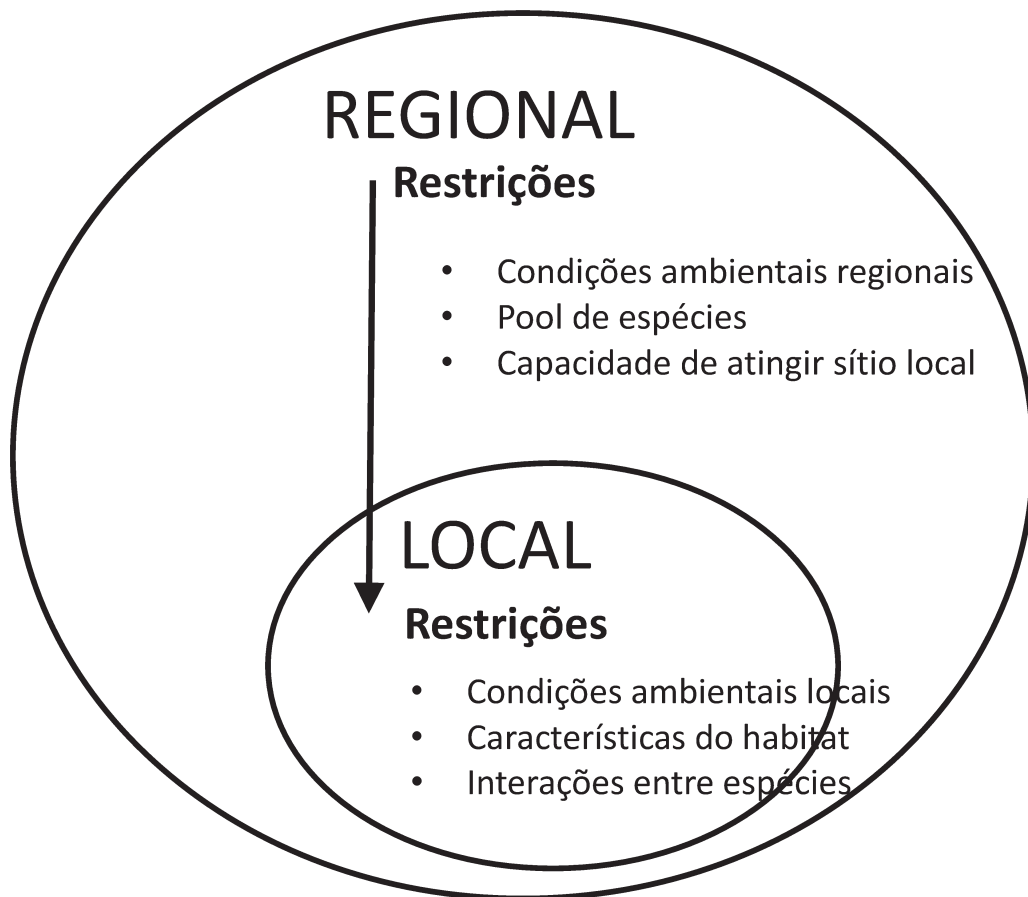 REGIONAL
Restrições
• Condições ambientais regionais
• Pool de espécies
• Capacidade de atingir sítio local
LOCAL
Restrições
• Condições ambientais locais
• Características do habitat
• Interações entre espécies